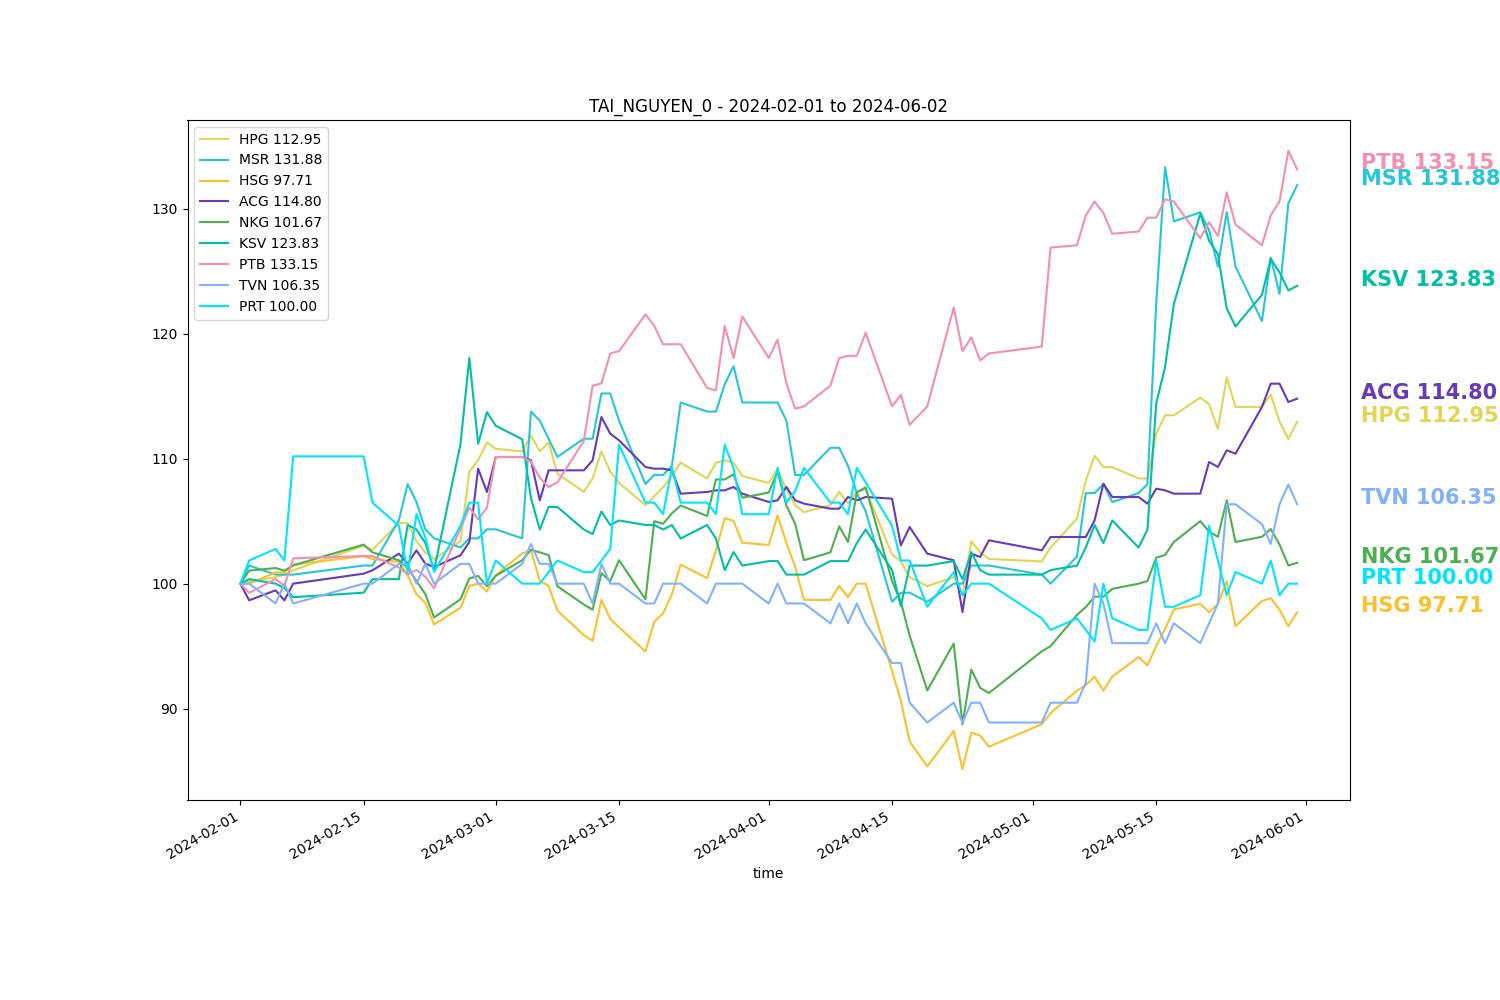 TAI_NGUYEN_0 - 2024-02-01 to 2024-06-02
HPG 112.95
MSR 131.88
HSG 97.71
ACG 114.80
NKG 101.67
KSV 123.83
PTB 133.15
TVN 106.35
PRT 100.00
130
120
110
100
90
PTB 133.15
MSR 131.88
KSV 123.83
ACG 114.80
HPG 112.95
TVN 106.35
NKG 101.67
PRT 100.00
HSG 97.71
2024-02-01
2024-02-15
2024-03-01
2024-03-15
2024-04-01
2024-04-15
2024-05-01
2024-05-15
2024-06-01
time